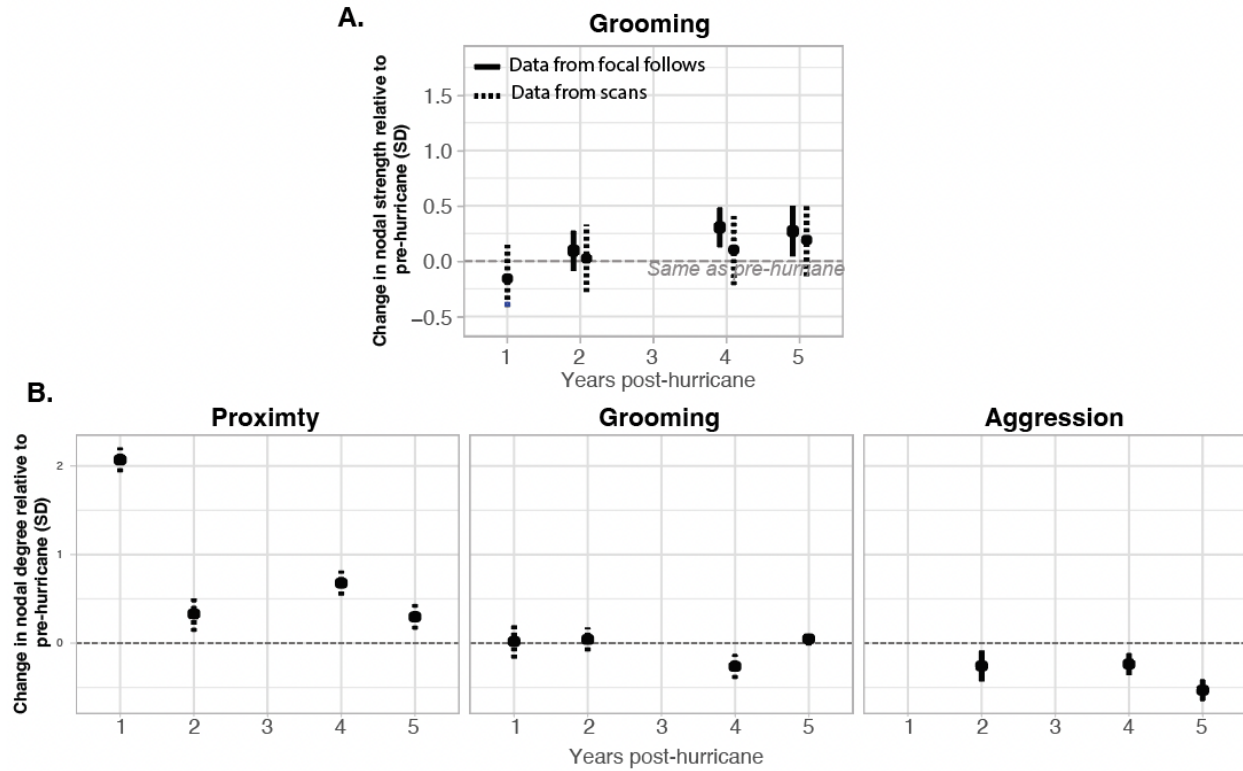 A.
Grooming
Data from focal follows
Data from scans
Change in nodal strength relative to
pre-hurricane (SD)
1.5
1.0
0.5
0.0
−0.5
Same as pre-hurricane
1 2 3 4 5
Years post-hurricane
B.
Proximty Grooming Aggression
Change in nodal degree relative to
pre-hurricane (SD)
2
1
0
1 2 3 4 5 1 2 3 4 5 1 2 3 4 5
Years post-hurricane